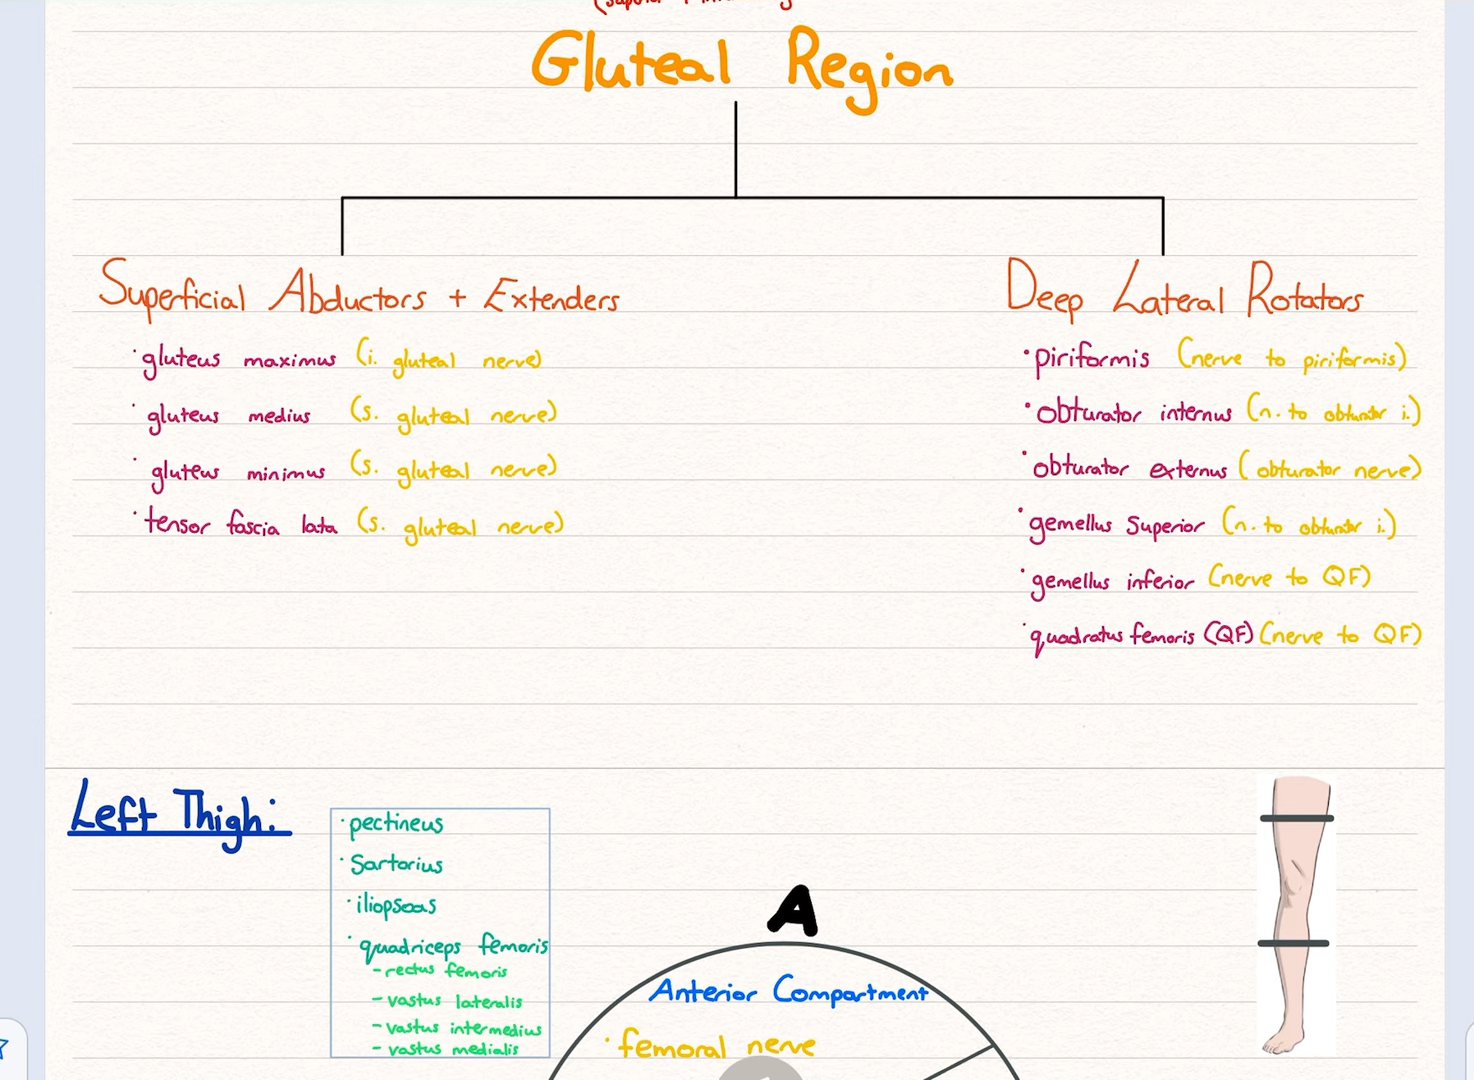 Gluteal Region
Superficial Abductors + Extenders
· gluteus maximus (i. gluteal nerve)
· gluteus medius (s. gluteal nerve)
· gluteus minimus (s. gluteal nerve)
· tensor fascia lata (s. gluteal nerve)
Deep Lateral Rotators
· piriformis (nerve to piriformis)
· obturator internus (n. to obturator i.)
· obturator externus (obturator nerve)
· gemellus Superior (n. to obturator i.)
· gemellus inferior (nerve to QF)
· quadratus femoris (QF) (nerve to QF)
Left Thigh:
· pectineus
· Sartorius
· iliopsoas
· quadriceps femoris
- rectus femoris
- vastus lateralis
- vastus intermedius
- vastus medialis
A
Anterior Compartment
· femoral nerve